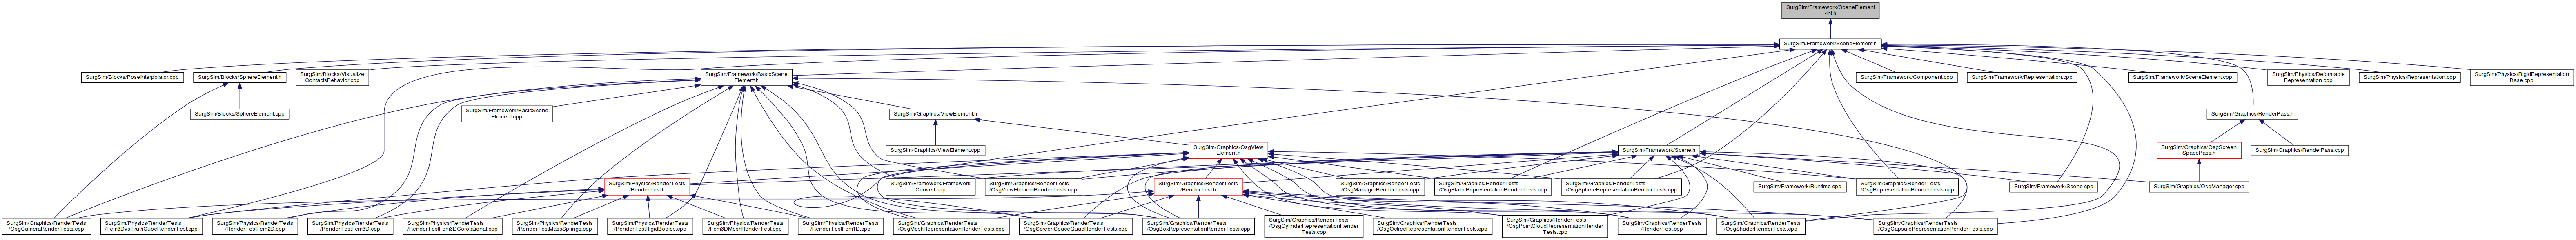 SurgSim/Framework/SceneElement
-inl.h
SurgSim/Framework/SceneElement.h
SurgSim/Blocks/PoseInterpolator.cpp
SurgSim/Blocks/SphereElement.h
SurgSim/Blocks/Visualize
ContactsBehavior.cpp
SurgSim/Framework/BasicScene
Element.h
SurgSim/Framework/Component.cpp
SurgSim/Framework/Representation.cpp
SurgSim/Framework/SceneElement.cpp
SurgSim/Physics/Deformable
Representation.cpp
SurgSim/Physics/Representation.cpp
SurgSim/Physics/RigidRepresentation
Base.cpp
SurgSim/Blocks/SphereElement.cpp
SurgSim/Framework/BasicScene
Element.cpp
SurgSim/Graphics/ViewElement.h
SurgSim/Graphics/RenderPass.h
SurgSim/Graphics/ViewElement.cpp
SurgSim/Graphics/OsgView
Element.h
SurgSim/Framework/Scene.h
SurgSim/Graphics/OsgScreen
SpacePass.h
SurgSim/Graphics/RenderPass.cpp
SurgSim/Physics/RenderTests
/RenderTest.h
SurgSim/Framework/Framework
Convert.cpp
SurgSim/Graphics/RenderTests
/OsgViewElementRenderTests.cpp
SurgSim/Graphics/RenderTests
/RenderTest.h
SurgSim/Graphics/RenderTests
/OsgManagerRenderTests.cpp
SurgSim/Graphics/RenderTests
/OsgPlaneRepresentationRenderTests.cpp
SurgSim/Graphics/RenderTests
/OsgSphereRepresentationRenderTests.cpp
SurgSim/Framework/Runtime.cpp
SurgSim/Graphics/RenderTests
/OsgRepresentationRenderTests.cpp
SurgSim/Framework/Scene.cpp
SurgSim/Graphics/OsgManager.cpp
SurgSim/Graphics/RenderTests
/OsgCameraRenderTests.cpp
SurgSim/Physics/RenderTests
/Fem3DvsTruthCubeRenderTest.cpp
SurgSim/Physics/RenderTests
/RenderTestFem2D.cpp
SurgSim/Physics/RenderTests
/RenderTestFem3D.cpp
SurgSim/Physics/RenderTests
/RenderTestFem3DCorotational.cpp
SurgSim/Physics/RenderTests
/RenderTestMassSprings.cpp
SurgSim/Physics/RenderTests
/RenderTestRigidBodies.cpp
SurgSim/Physics/RenderTests
/Fem3DMeshRenderTest.cpp
SurgSim/Physics/RenderTests
/RenderTestFem1D.cpp
SurgSim/Graphics/RenderTests
/OsgMeshRepresentationRenderTests.cpp
SurgSim/Graphics/RenderTests
/OsgScreenSpaceQuadRenderTests.cpp
SurgSim/Graphics/RenderTests
/OsgBoxRepresentationRenderTests.cpp
SurgSim/Graphics/RenderTests
/OsgCylinderRepresentationRender
Tests.cpp
SurgSim/Graphics/RenderTests
/OsgOctreeRepresentationRenderTests.cpp
SurgSim/Graphics/RenderTests
/OsgPointCloudRepresentationRender
Tests.cpp
SurgSim/Graphics/RenderTests
/RenderTest.cpp
SurgSim/Graphics/RenderTests
/OsgShaderRenderTests.cpp
SurgSim/Graphics/RenderTests
/OsgCapsuleRepresentationRenderTests.cpp